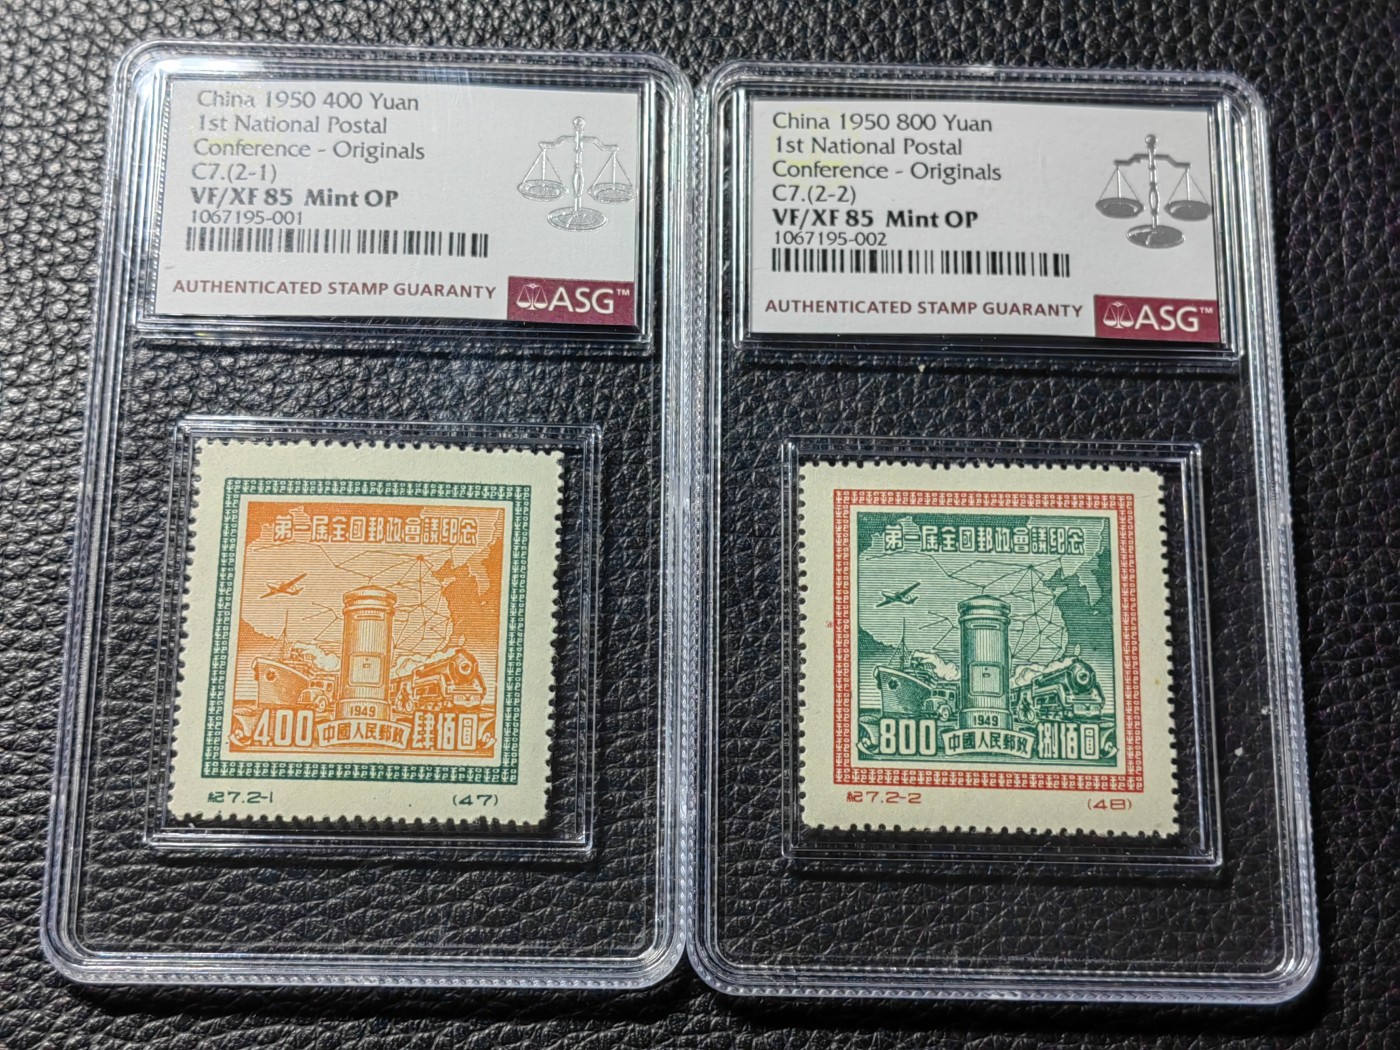 China 1950 400 Yuan
1st National Postal
Conference - Originals
C7.(2-1)
VF/XF 85 Mint OP
1067195-001
AUTHENTICATED STAMP GUARANTY
ASG™
第一届全國郵政會議紀念
1949
400 中國人民郵政 肆佰圓
紀7.2-1 (47)
China 1950 800 Yuan
1st National Postal
Conference - Originals
C7.(2-2)
VF/XF 85 Mint OP
1067195-002
AUTHENTICATED STAMP GUARANTY
ASG™
第一届全國郵政會議紀念
1949
800 中國人民郵政 捌佰圓
紀7.2-2 (48)